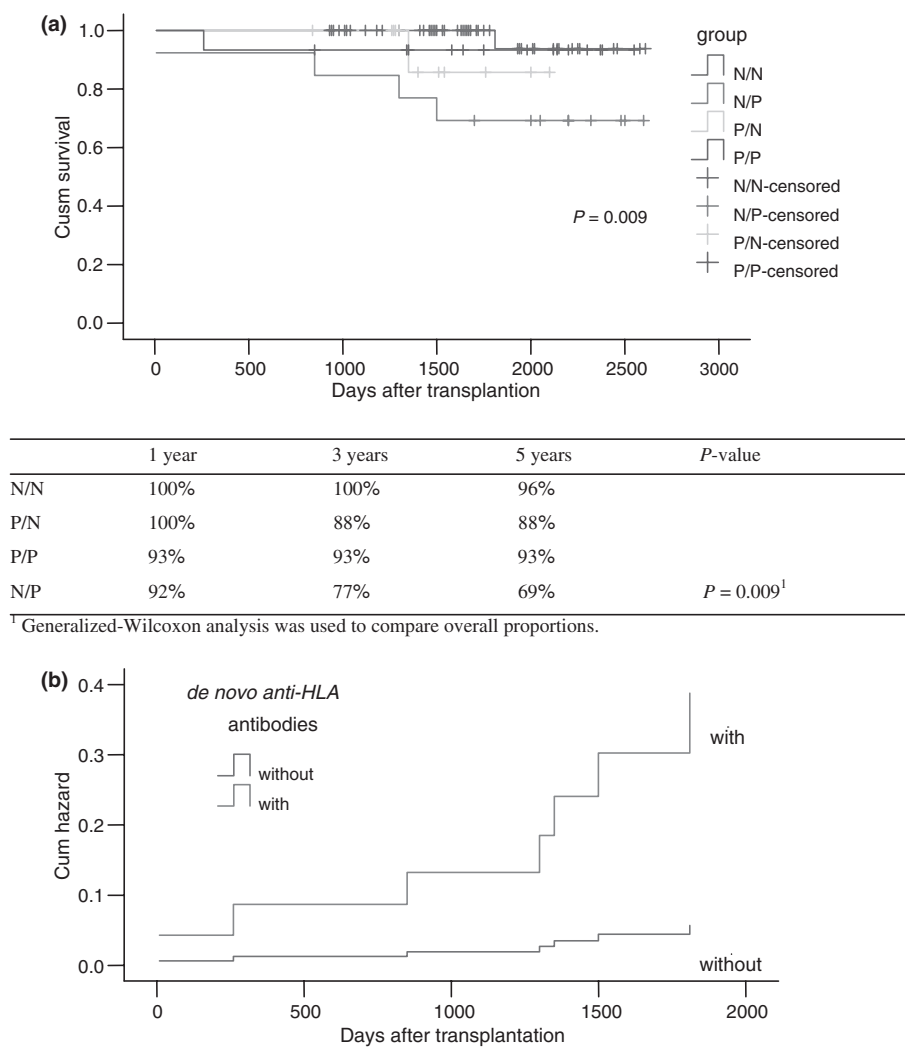 (a)
1.0
0.8
0.6
0.4
0.2
0.0
Cusm survival
P = 0.009
0 500 1000 1500 2000 2500 3000
Days after transplantion
group
N/N
N/P
P/N
P/P
N/N-censored
N/P-censored
P/N-censored
P/P-censored
1 year 3 years 5 years P-value
N/N 100% 100% 96%
P/N 100% 88% 88%
P/P 93% 93% 93%
N/P 92% 77% 69% P = 0.009¹
¹ Generalized-Wilcoxon analysis was used to compare overall proportions.
(b)
0.4
0.3
0.2
0.1
0.0
Cum hazard
de novo anti-HLA
antibodies
without
with
with
without
0 500 1000 1500 2000
Days after transplantation